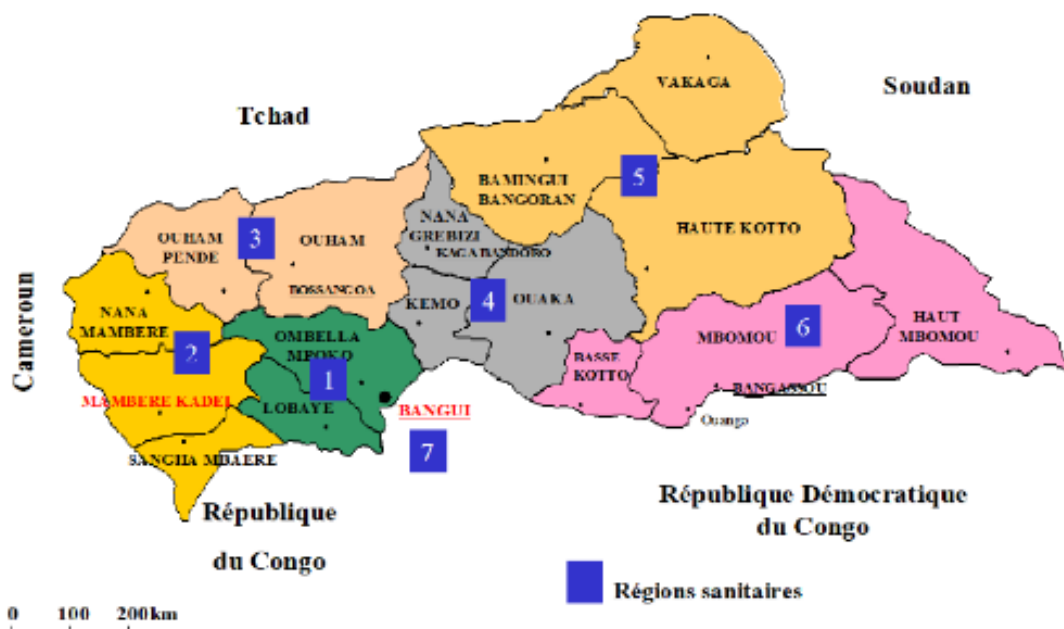 VAKAGA
Soudan
Tchad
5
BAMINGUI
BANGORAN
NANA
GREBIZI
KAGABANDORO
HAUTE KOTTO
3
OUHAM
PENDE
OUHAM
BOSSANGOA
Cameroun
NANA
MAMBERE
KEMO
4
OUAKA
2
OMBELLA
MPOKO
MBOMOU
6
HAUT
MBOMOU
BASSE
KOTTO
1
MAMBERE KADEI
LOBAYE
BANGUI
BANGASSOU
Ouango
7
SANGHA MBAERE
République
du Congo
République Démocratique
du Congo
Régions sanitaires
0 100 200km